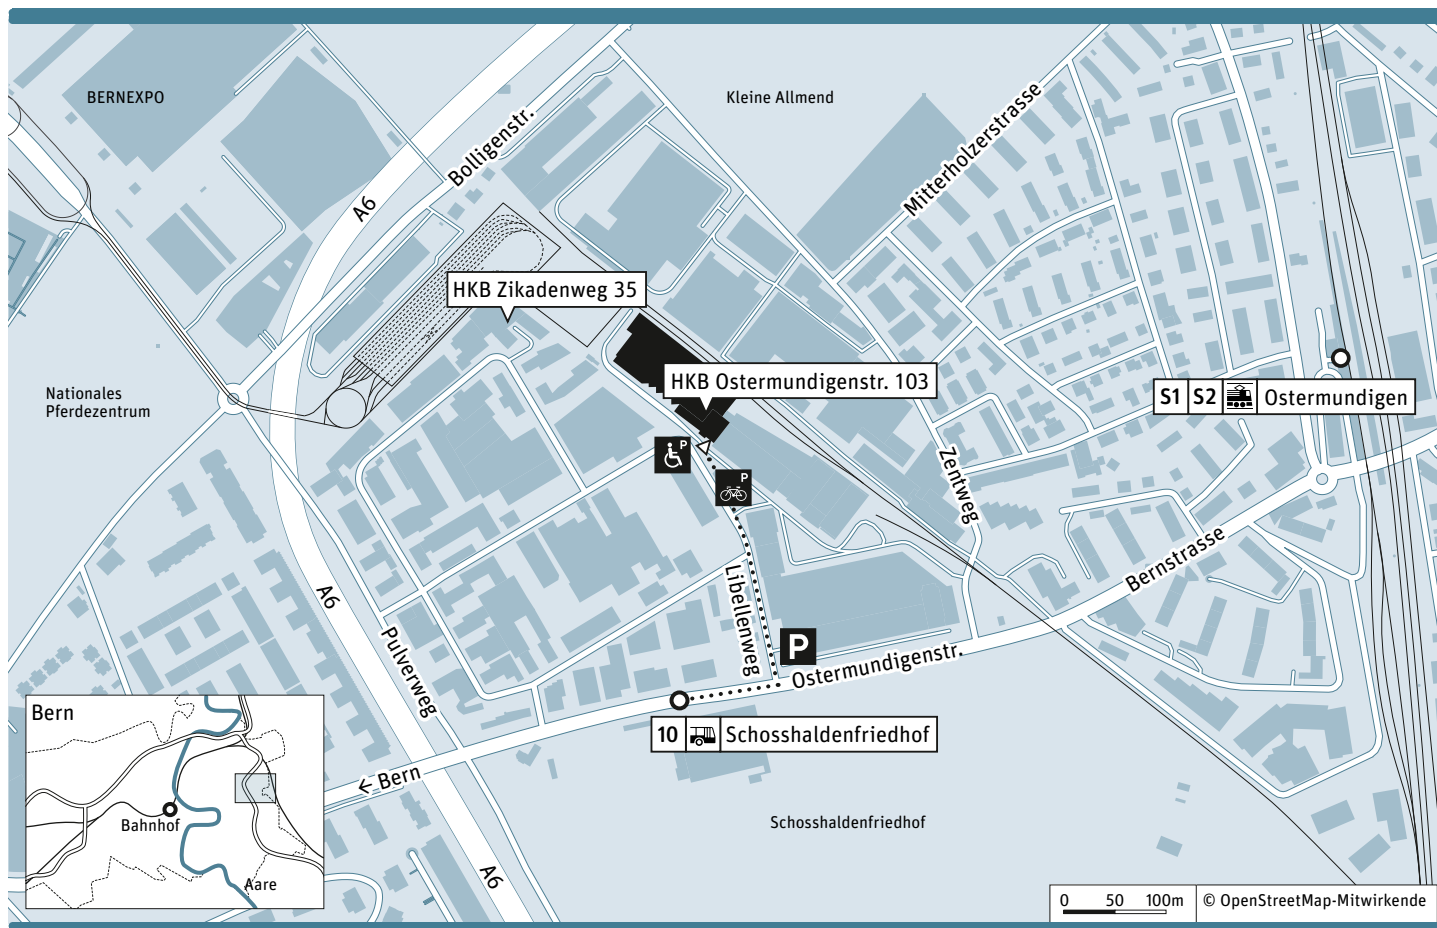 BERNEXPO
Kleine Allmend
Bolligenstr.
Mitterholzerstrasse
A6
HKB Zikadenweg 35
HKB Ostermundigenstr. 103
Nationales
Pferdezentrum
S1 S2 Ostermundigen
P
P
Zentweg
Bernstrasse
Libellenweg
A6
Pulverweg
P
Ostermundigenstr.
10 Schosshaldenfriedhof
← Bern
Schosshaldenfriedhof
A6
Bern
Bahnhof
Aare
0 50 100m
© OpenStreetMap-Mitwirkende